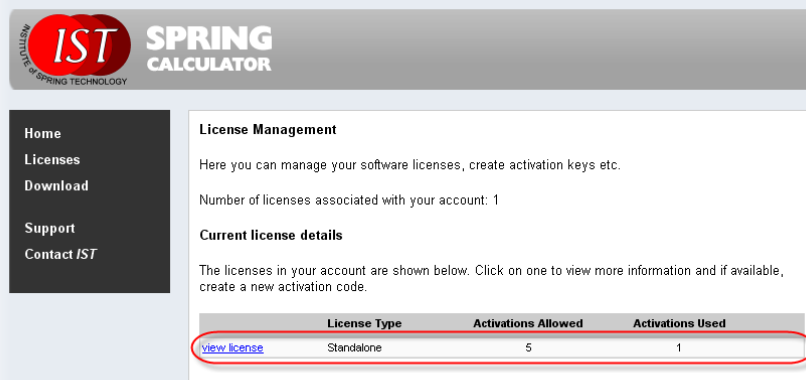 INSTITUTE of SPRING TECHNOLOGY
IST
SPRING
CALCULATOR
Home
Licenses
Download
Support
Contact IST
License Management
Here you can manage your software licenses, create activation keys etc.
Number of licenses associated with your account: 1
Current license details
The licenses in your account are shown below. Click on one to view more information and if available,
create a new activation code.
License Type Activations Allowed Activations Used
view license Standalone 5 1